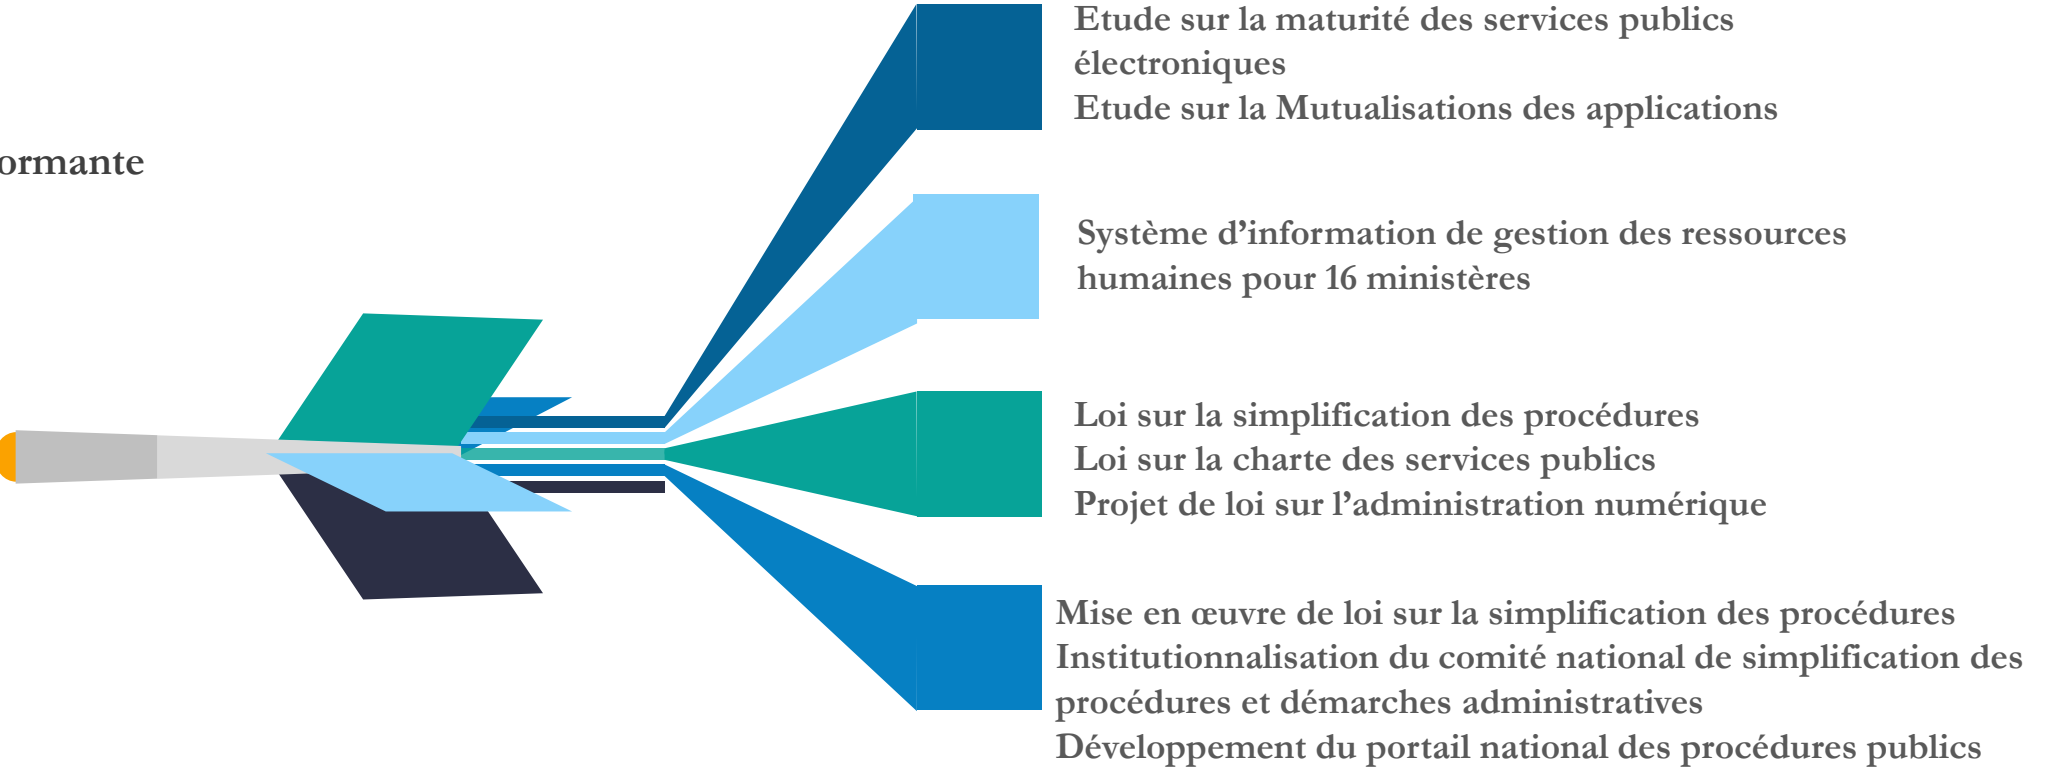 Etude sur la maturité des services publics
électroniques
Etude sur la Mutualisations des applications
ormante
Système d’information de gestion des ressources
humaines pour 16 ministères
Loi sur la simplification des procédures
Loi sur la charte des services publics
Projet de loi sur l’administration numérique
Mise en œuvre de loi sur la simplification des procédures
Institutionnalisation du comité national de simplification des
procédures et démarches administratives
Développement du portail national des procédures publics